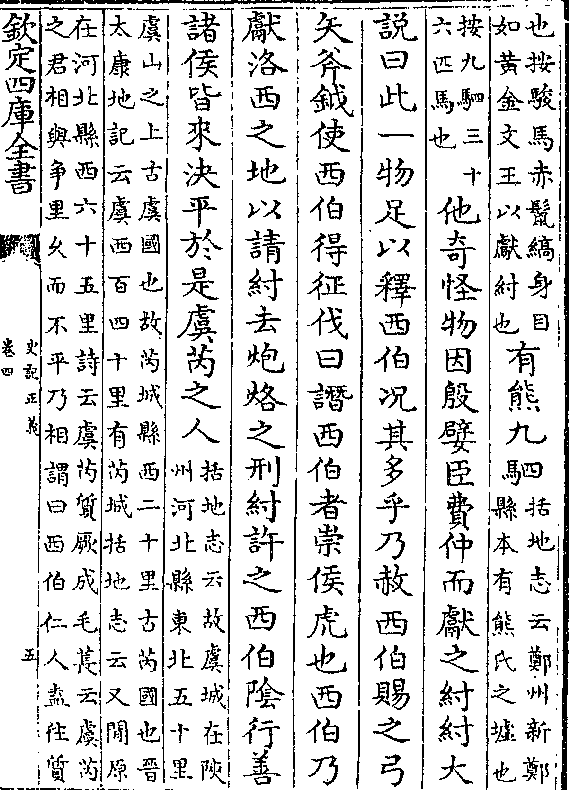 也按駿馬赤鬛縞身目
如黃金文王以獻紂也
有熊九駟
括地志云鄭州新鄭
縣本有熊氏之墟也
按九駟三十
六匹馬也
他奇怪物因殷嬖臣費仲而獻之紂紂大
説曰此一物足以釋西伯况其多乎乃赦西伯賜之弓
矢斧鉞使西伯得征伐曰譖西伯者崇侯虎也西伯乃
獻洛西之地以請紂去炮烙之刑紂許之西伯隂行善
諸侯皆來決平於是虞芮之人
括地志云故虞城在陜
州河北縣東北五十里
虞山之上古虞國也故芮城縣西二十里古芮國也晉
太康地記云虞西百四十里有芮城括地志云又閒原
在河北縣西六十五里詩云虞芮質厥成毛萇云虞芮
之君相與爭里乆而不平乃相謂曰西伯仁人盍往質
欽定四庫全書
史記正義
卷四
五